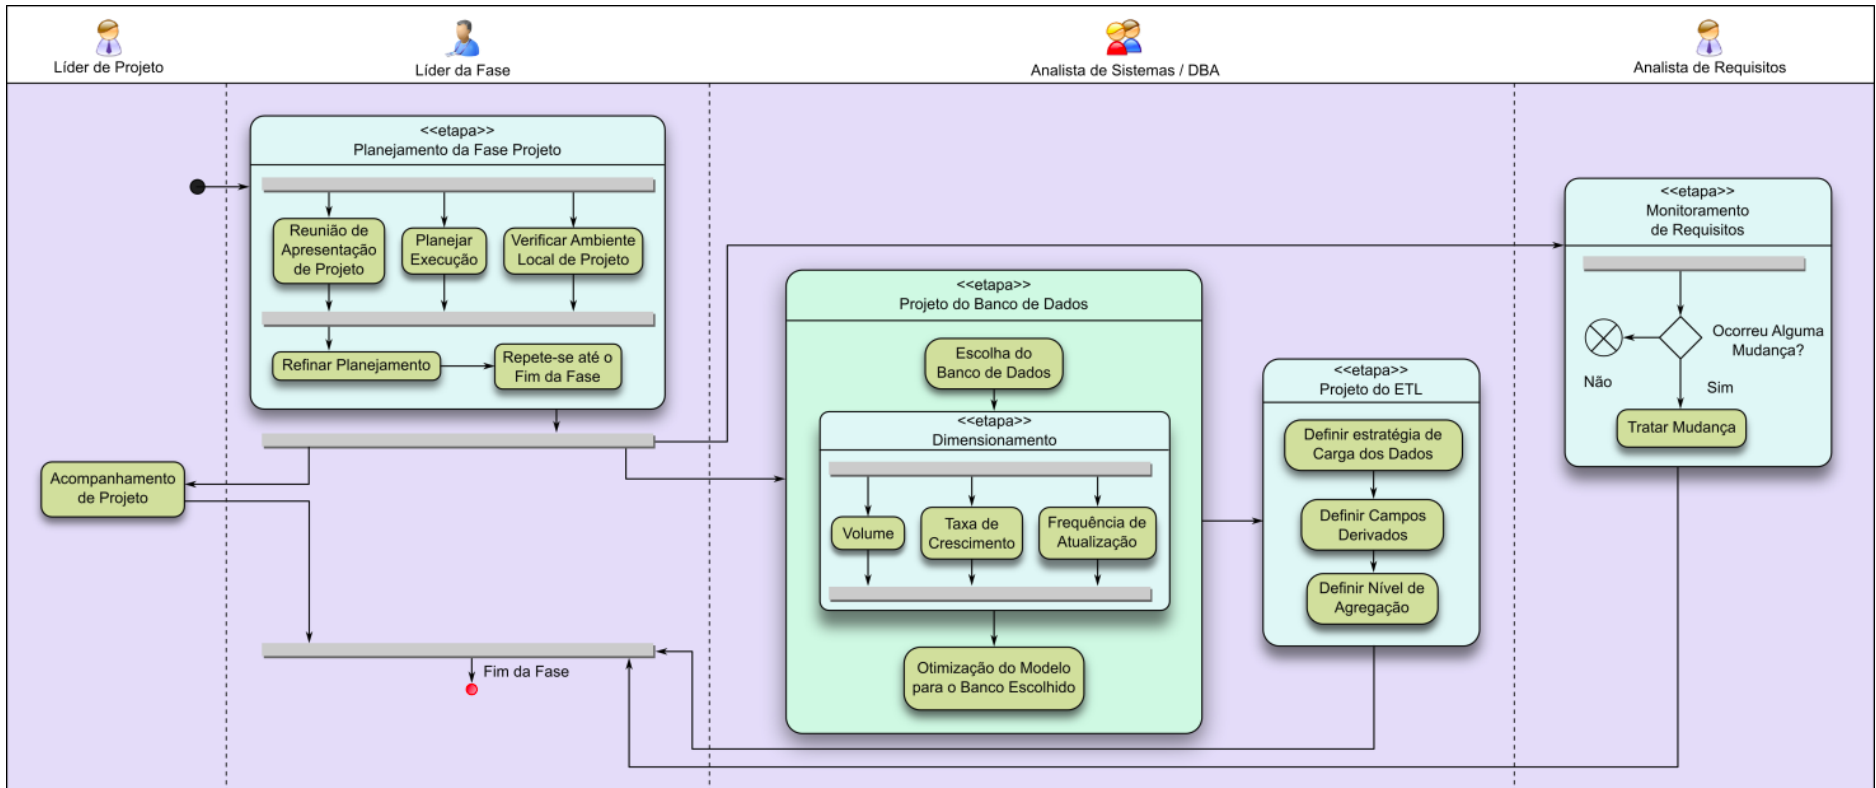 Líder de Projeto
Líder da Fase
Analista de Sistemas / DBA
Analista de Requisitos
<<etapa>>
Planejamento da Fase Projeto
Reunião de
Apresentação
de Projeto
Planejar
Execução
Verificar Ambiente
Local de Projeto
Refinar Planejamento
Repete-se até o
Fim da Fase
Acompanhamento
de Projeto
Fim da Fase
<<etapa>>
Projeto do Banco de Dados
Escolha do
Banco de Dados
<<etapa>>
Dimensionamento
Volume
Taxa de
Crescimento
Frequência de
Atualização
Otimização do Modelo
para o Banco Escolhido
<<etapa>>
Projeto do ETL
Definir estratégia de
Carga dos Dados
Definir Campos
Derivados
Definir Nível de
Agregação
<<etapa>>
Monitoramento
de Requisitos
Ocorreu Alguma
Mudança?
Não
Sim
Tratar Mudança